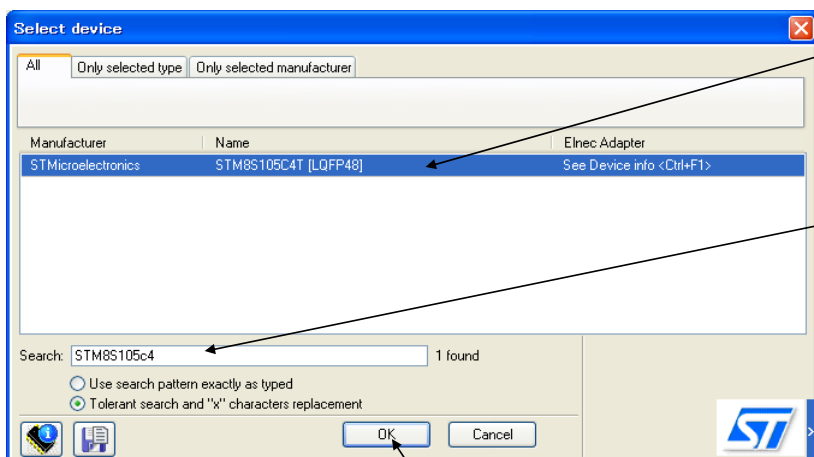 Select device
All Only selected type Only selected manufacturer
Manufacturer Name Elnec Adapter
STMicroelectronics STM8S105C4T [LQFP48] See Device info <Ctrl+F1>
Search: STM8S105c4 1 found
Use search pattern exactly as typed
Tolerant search and "x" characters replacement
OK Cancel
ST